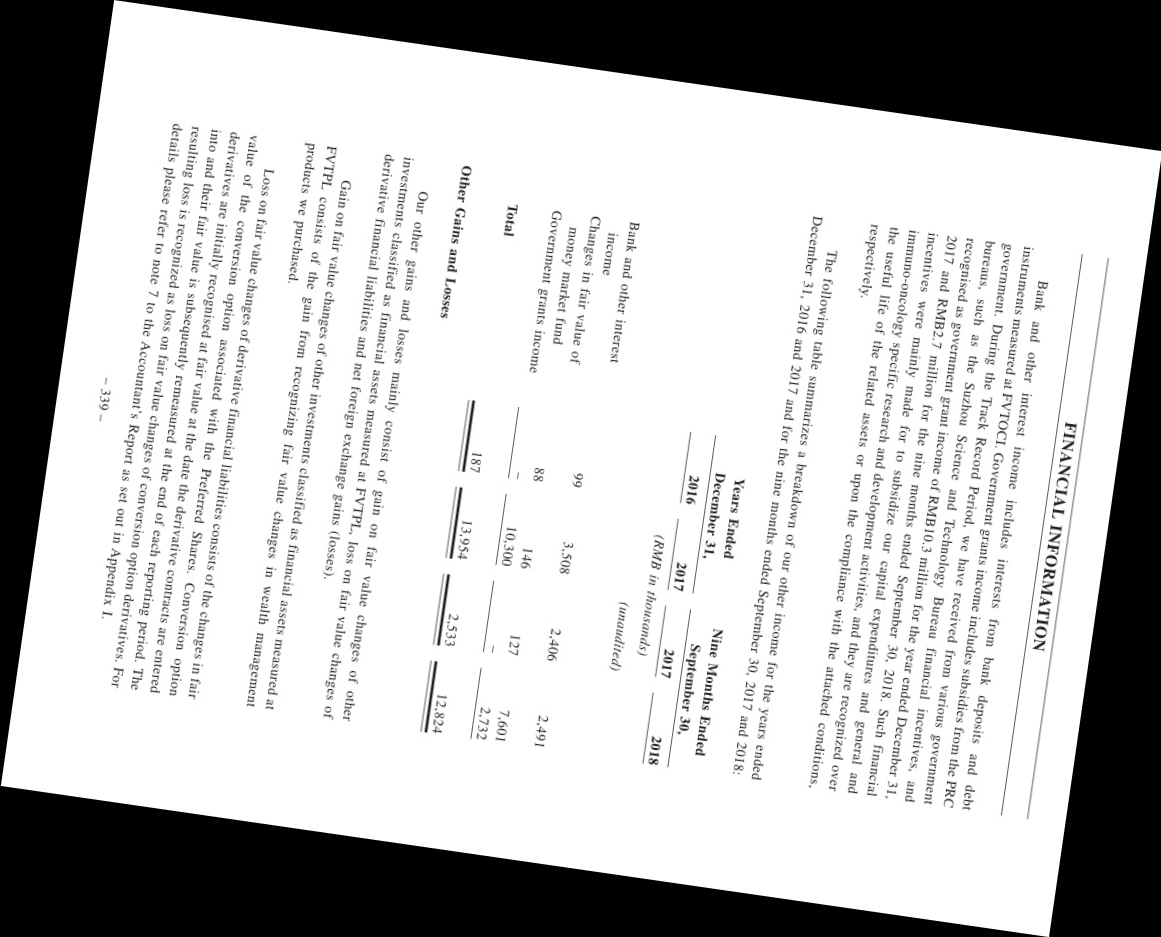 FINANCIAL INFORMATION
Bank and other interest income includes interests from bank deposits and debt
instruments measured at FVTOCI. Government grants income includes subsidies from the PRC
government. During the Track Record Period, we have received from various government
bureaus, such as the Suzhou Science and Technology Bureau financial incentives, and
recognised as government grant income of RMB10.3 million for the year ended December 31,
2017 and RMB2.7 million for the nine months ended September 30, 2018. Such financial
incentives were mainly made for to subsidize our capital expenditures and general and
immuno-oncology specific research and development activities, and they are recognized over
the useful life of the related assets or upon the compliance with the attached conditions,
respectively.
The following table summarizes a breakdown of our other income for the years ended
December 31, 2016 and 2017 and for the nine months ended September 30, 2017 and 2018:
Years Ended Nine Months Ended
December 31, September 30,
2016 2017 2017 2018
(RMB in thousands)
(unaudited)
Bank and other interest
income 99 3,508 2,406 2,491
Changes in fair value of
money market fund 88 146 127 7,601
Government grants income – 10,300 – 2,732
Total 187 13,954 2,533 12,824
Other Gains and Losses
Our other gains and losses mainly consist of gain on fair value changes of other
investments classified as financial assets measured at FVTPL, loss on fair value changes of
derivative financial liabilities and net foreign exchange gains (losses).
Gain on fair value changes of other investments classified as financial assets measured at
FVTPL consists of the gain from recognizing fair value changes in wealth management
products we purchased.
Loss on fair value changes of derivative financial liabilities consists of the changes in fair
value of the conversion option associated with the Preferred Shares. Conversion option
derivatives are initially recognised at fair value at the date the derivative contracts are entered
into and their fair value is subsequently remeasured at the end of each reporting period. The
resulting loss is recognized as loss on fair value changes of conversion option derivatives. For
details please refer to note 7 to the Accountant's Report as set out in Appendix I.
– 339 –